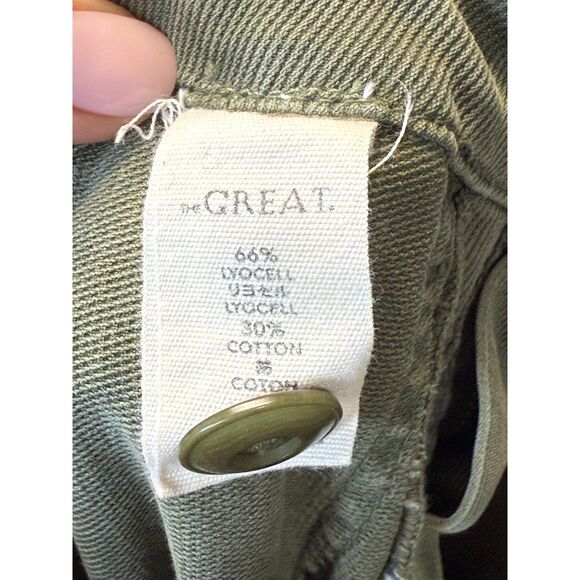 THE GREAT.
66%
LYOCELL
リヨセル
LYOCELL
30%
COTTON
綿
COTON